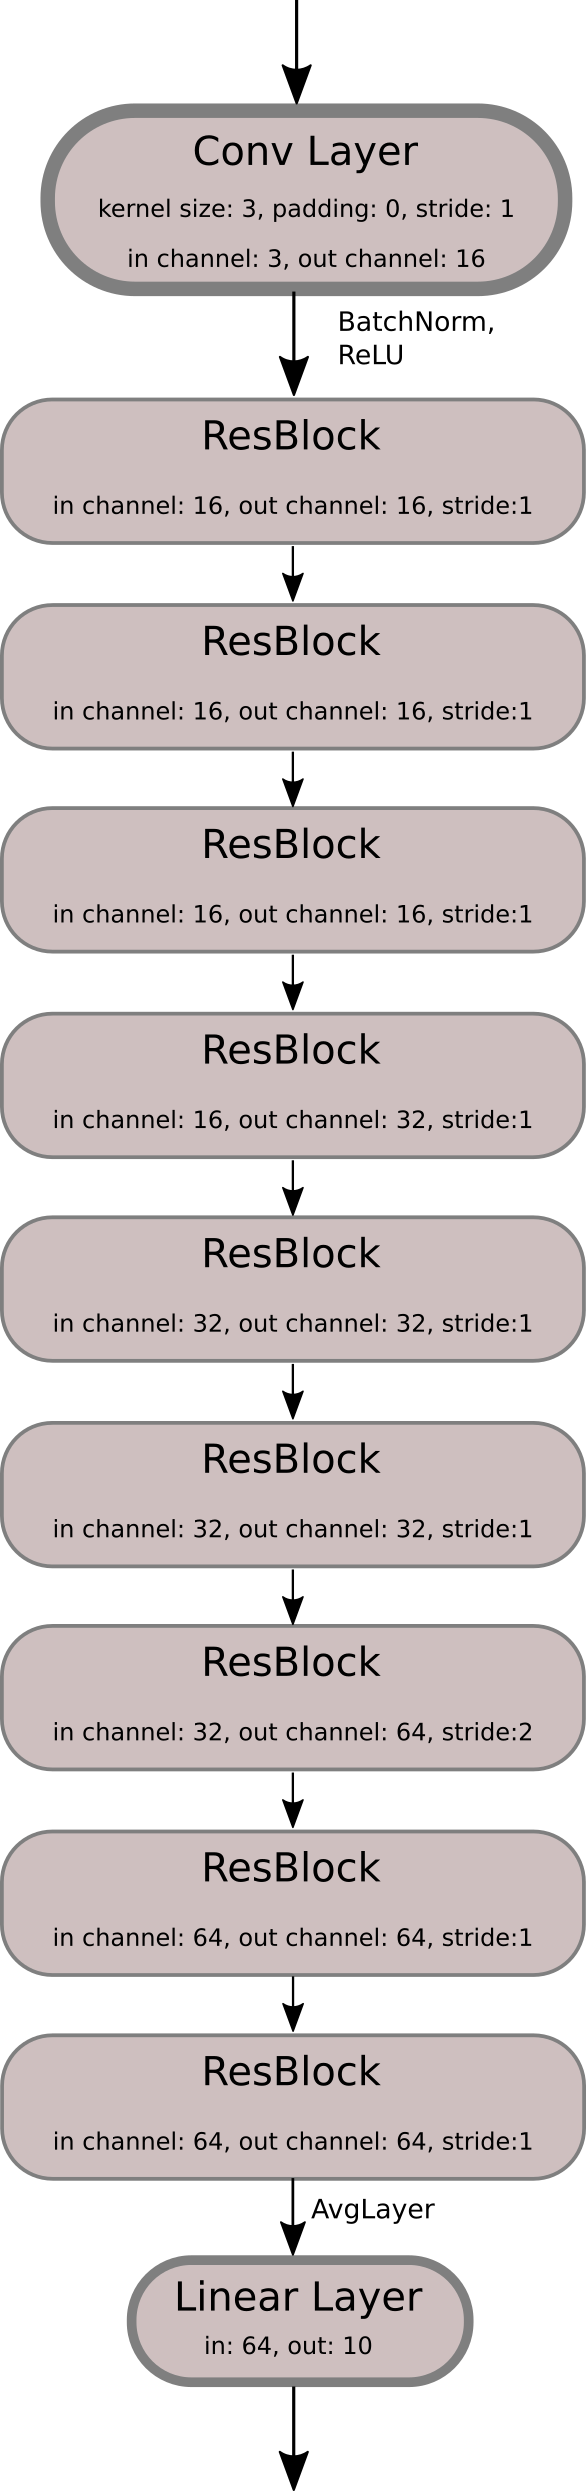 Conv Layer
kernel size: 3, padding: 0, stride: 1
in channel: 3, out channel: 16
BatchNorm,
ReLU
ResBlock
in channel: 16, out channel: 16, stride:1
ResBlock
in channel: 16, out channel: 16, stride:1
ResBlock
in channel: 16, out channel: 16, stride:1
ResBlock
in channel: 16, out channel: 32, stride:1
ResBlock
in channel: 32, out channel: 32, stride:1
ResBlock
in channel: 32, out channel: 32, stride:1
ResBlock
in channel: 32, out channel: 64, stride:2
ResBlock
in channel: 64, out channel: 64, stride:1
ResBlock
in channel: 64, out channel: 64, stride:1
AvgLayer
Linear Layer
in: 64, out: 10